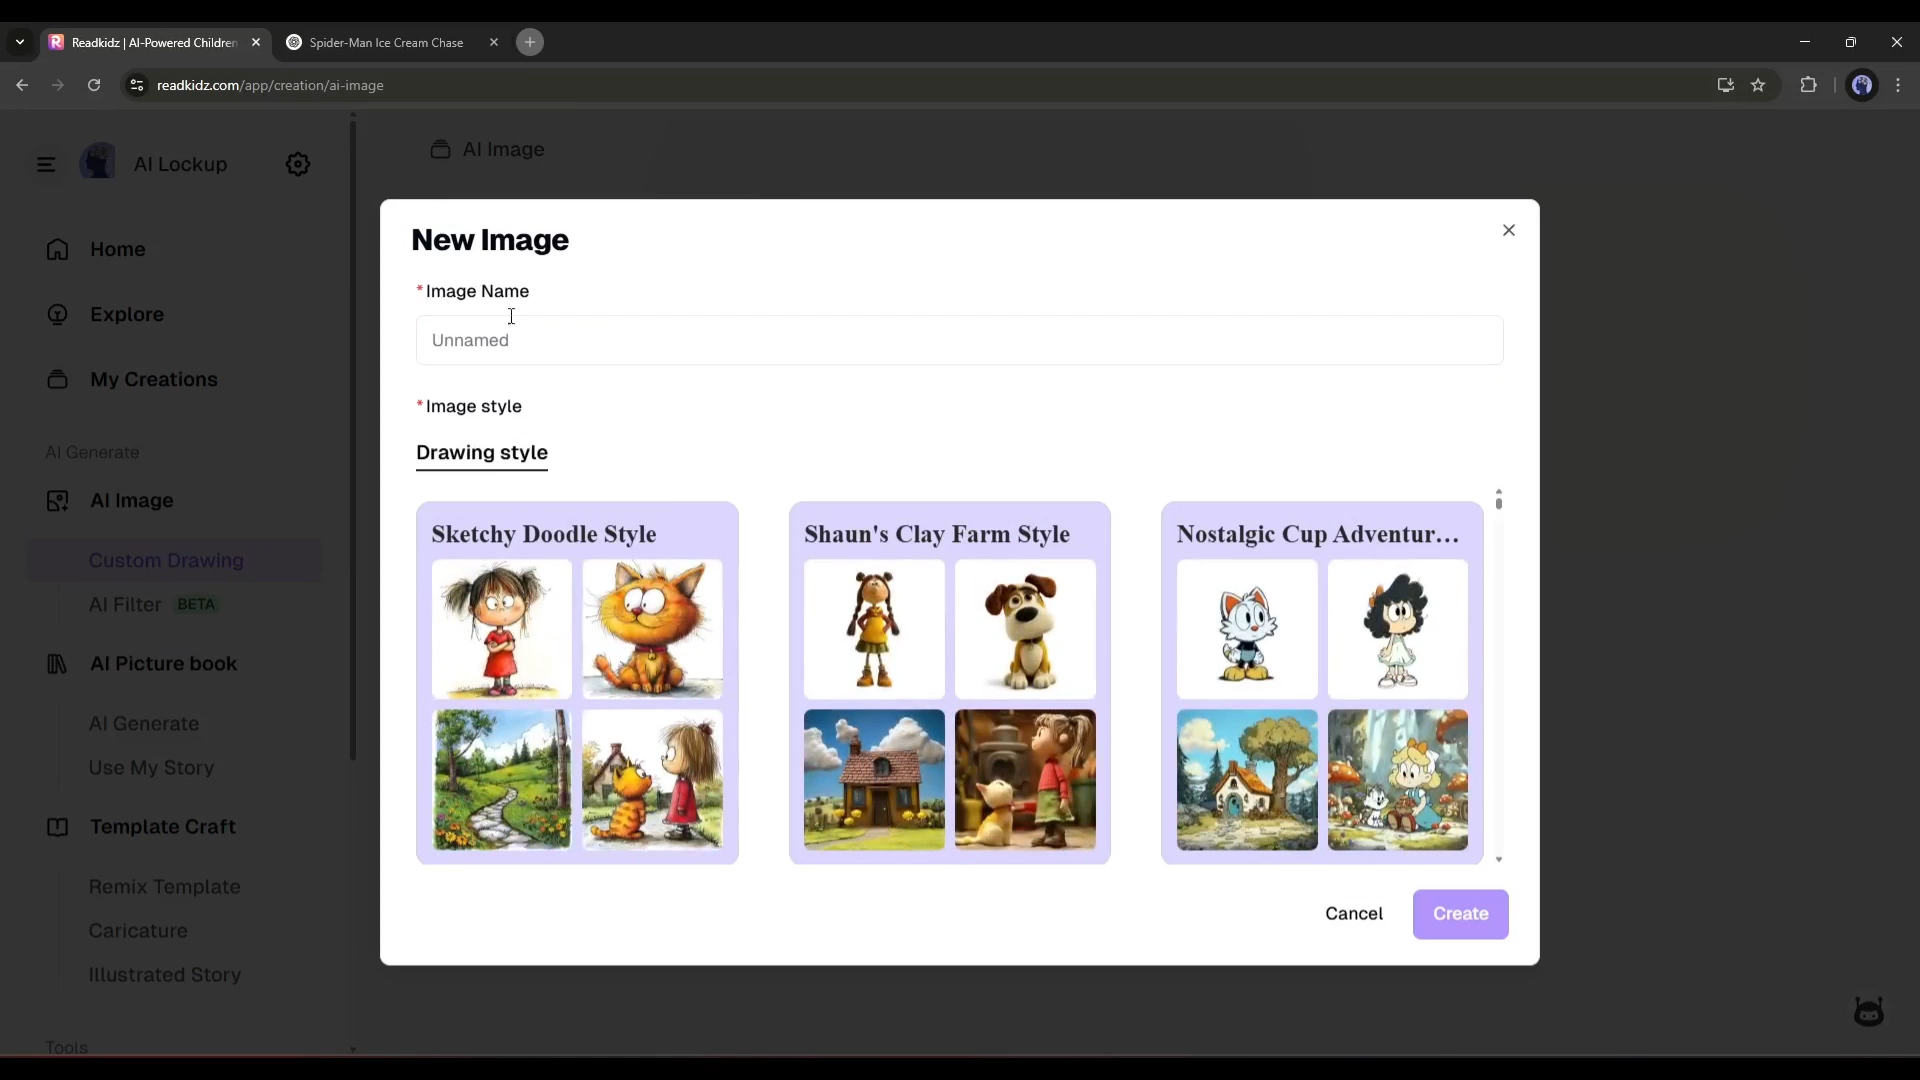 Readkidz | AI-Powered Children
Spider-Man Ice Cream Chase
readkidz.com/app/creation/ai-image
AI Lockup
Home
Explore
My Creations
AI Generate
AI Image
Custom Drawing
AI Filter BETA
AI Picture book
AI Generate
Use My Story
Template Craft
Remix Template
Caricature
Illustrated Story
Tools
AI Image
New Image
*Image Name
Unnamed
*Image style
Drawing style
Sketchy Doodle Style
Shaun's Clay Farm Style
Nostalgic Cup Adventur...
Cancel
Create